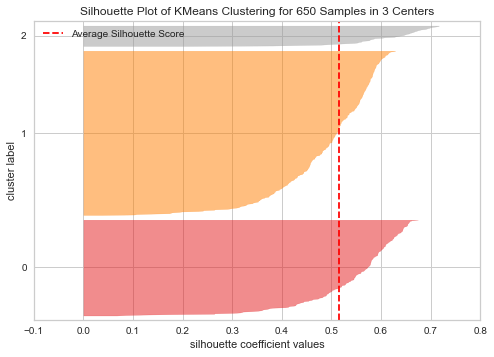 Silhouette Plot of KMeans Clustering for 650 Samples in 3 Centers
Average Silhouette Score
2
1
0
cluster label
−0.1 0.0 0.1 0.2 0.3 0.4 0.5 0.6 0.7 0.8
silhouette coefficient values